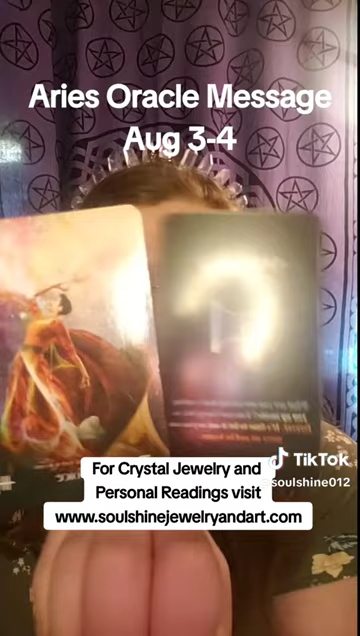 Aries Oracle Message
Aug 3-4
For Crystal Jewelry and
Personal Readings visit
www.soulshinejewelryandart.com
TikTok
@soulshine012